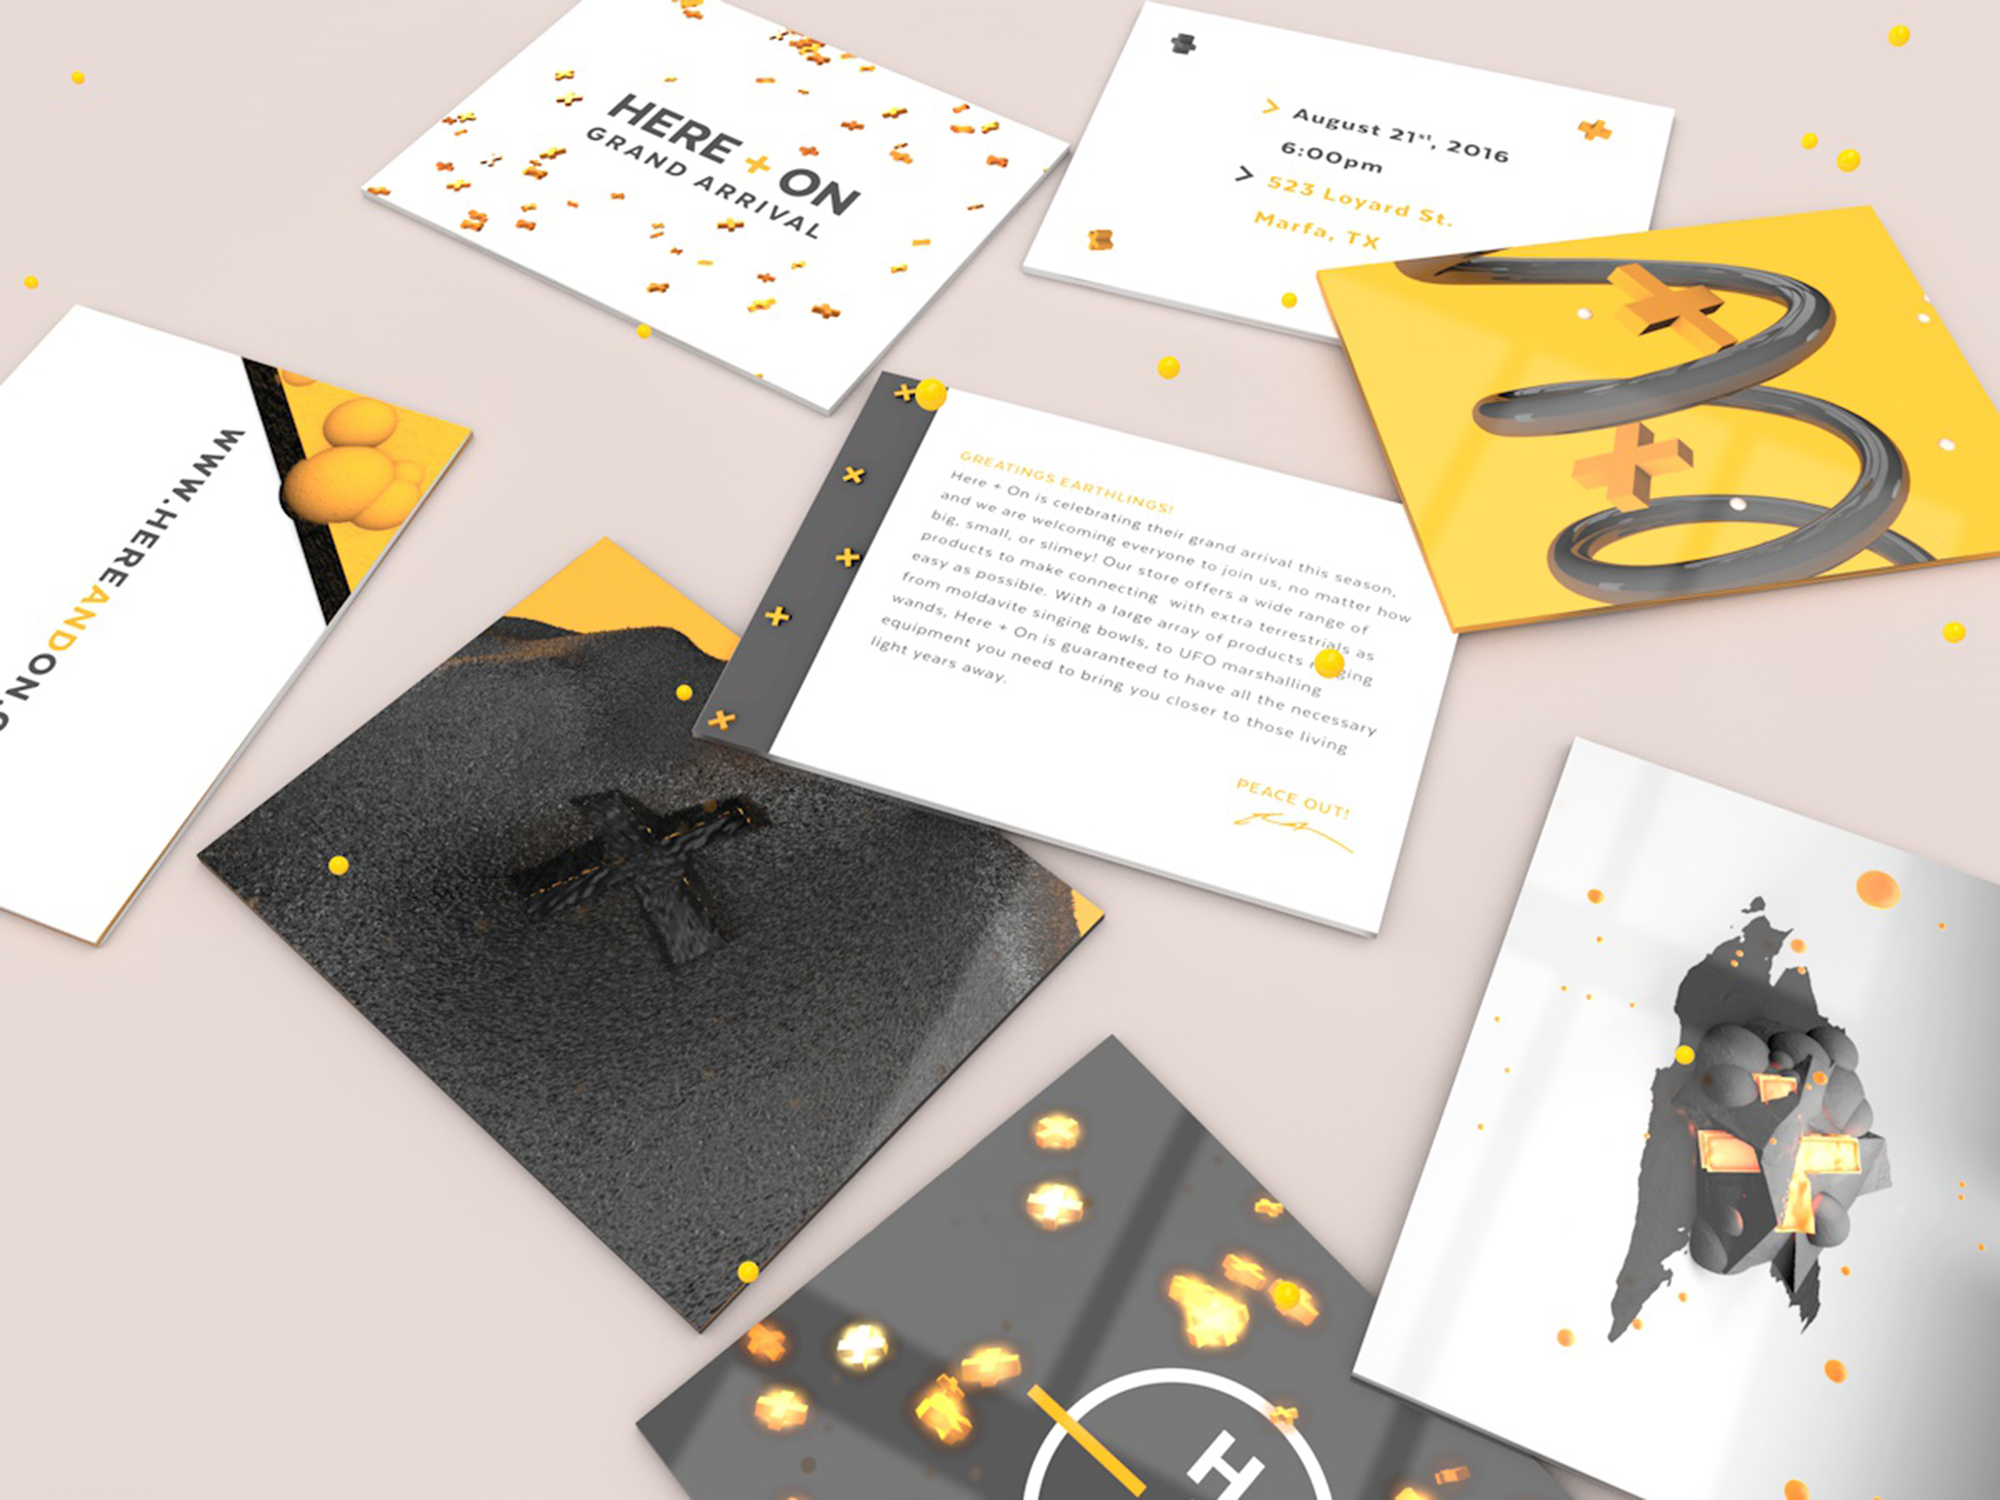 HERE + ON
GRAND ARRIVAL
> August 21st, 2016
6:00pm
> 523 Loyard St.
Marfa, TX
WWW.HEREANDON.
GREATINGS EARTHLINGS!
Here + On is celebrating their grand arrival this season,
and we are welcoming everyone to join us, no matter how
big, small, or slimey! Our store offers a wide range of
products to make connecting with extra terrestrials as
easy as possible. With a large array of products
from moldavite singing bowls, to UFO marshalling
wands, Here + On is guaranteed to have all the necessary
equipment you need to bring you closer to those living
light years away.
PEACE OUT!
H